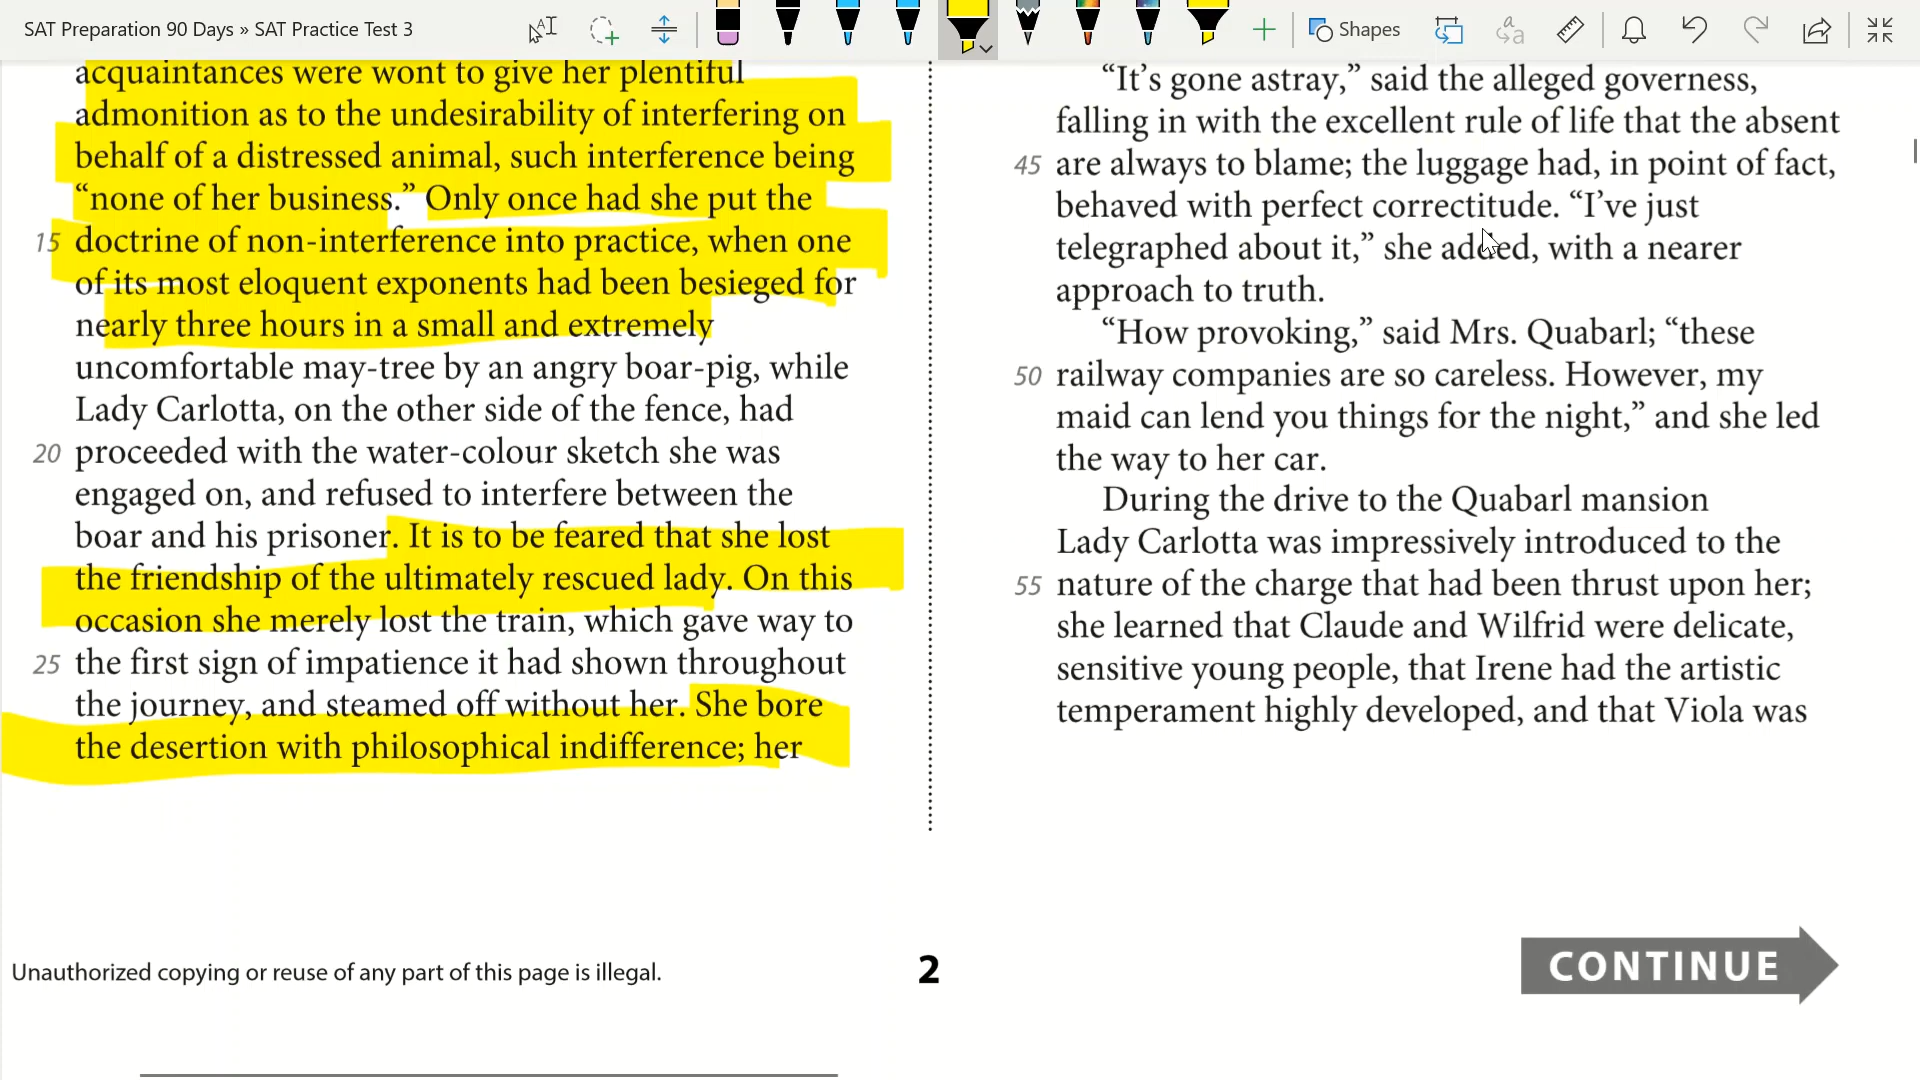 SAT Preparation 90 Days » SAT Practice Test 3
Shapes
acquaintances were wont to give her plentiful
admonition as to the undesirability of interfering on
behalf of a distressed animal, such interference being
“none of her business.” Only once had she put the
15 doctrine of non-interference into practice, when one
of its most eloquent exponents had been besieged for
nearly three hours in a small and extremely
uncomfortable may-tree by an angry boar-pig, while
Lady Carlotta, on the other side of the fence, had
20 proceeded with the water-colour sketch she was
engaged on, and refused to interfere between the
boar and his prisoner. It is to be feared that she lost
the friendship of the ultimately rescued lady. On this
occasion she merely lost the train, which gave way to
25 the first sign of impatience it had shown throughout
the journey, and steamed off without her. She bore
the desertion with philosophical indifference; her
“It’s gone astray,” said the alleged governess,
falling in with the excellent rule of life that the absent
45 are always to blame; the luggage had, in point of fact,
behaved with perfect correctitude. “I’ve just
telegraphed about it,” she added, with a nearer
approach to truth.
“How provoking,” said Mrs. Quabarl; “these
50 railway companies are so careless. However, my
maid can lend you things for the night,” and she led
the way to her car.
During the drive to the Quabarl mansion
Lady Carlotta was impressively introduced to the
55 nature of the charge that had been thrust upon her;
she learned that Claude and Wilfrid were delicate,
sensitive young people, that Irene had the artistic
temperament highly developed, and that Viola was
Unauthorized copying or reuse of any part of this page is illegal.
2
CONTINUE